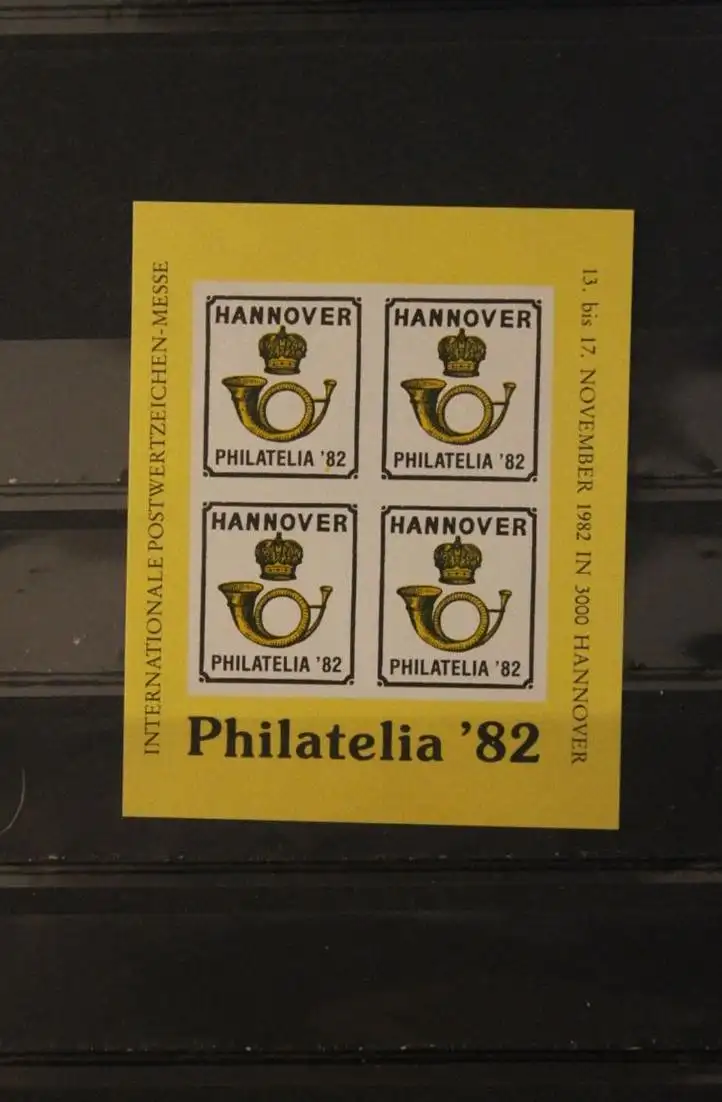 INTERNATIONALE POSTWERTZEICHEN-MESSE
HANNOVER
PHILATELIA '82
HANNOVER
PHILATELIA '82
HANNOVER
PHILATELIA '82
HANNOVER
PHILATELIA '82
13. bis 17. NOVEMBER 1982 IN 3000 HANNOVER
Philatelia '82